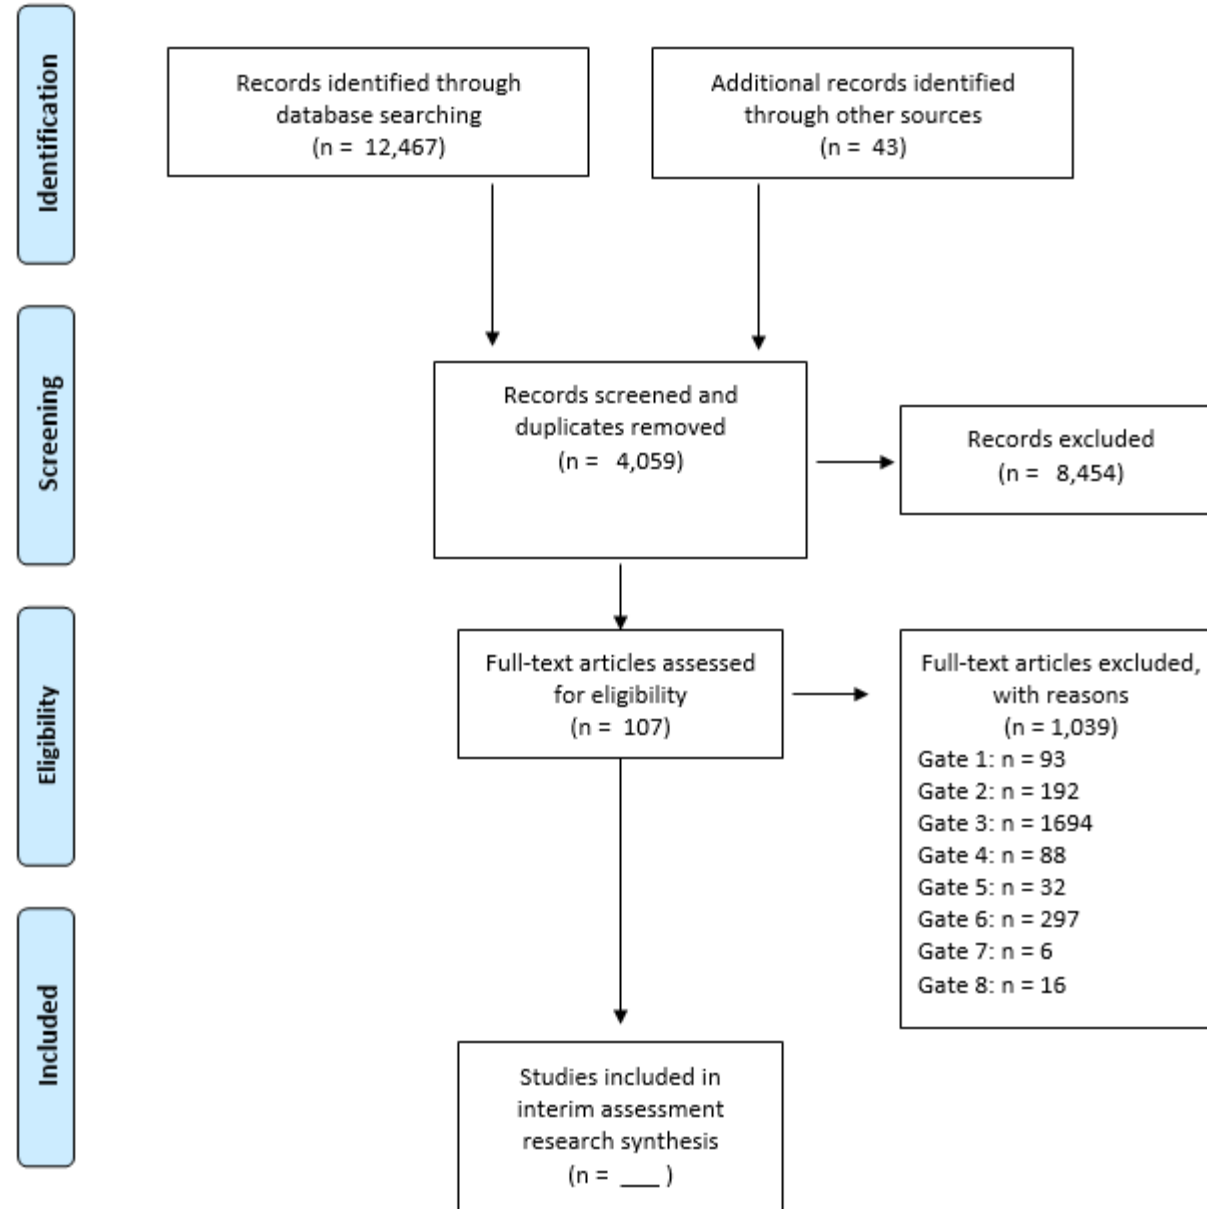 Identification
Records identified through
database searching
(n = 12,467)
Additional records identified
through other sources
(n = 43)
Screening
Records screened and
duplicates removed
(n = 4,059)
Records excluded
(n = 8,454)
Eligibility
Full-text articles assessed
for eligibility
(n = 107)
Full-text articles excluded,
with reasons
(n = 1,039)
Gate 1: n = 93
Gate 2: n = 192
Gate 3: n = 1694
Gate 4: n = 88
Gate 5: n = 32
Gate 6: n = 297
Gate 7: n = 6
Gate 8: n = 16
Included
Studies included in
interim assessment
research synthesis
(n = ___ )